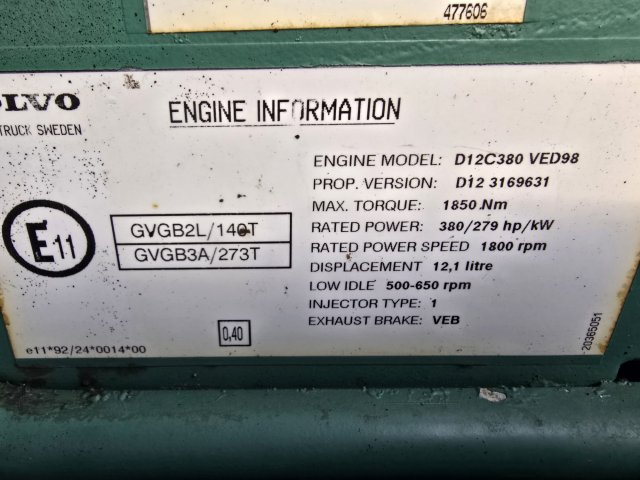 477606
OLVO
TRUCK SWEDEN
ENGINE INFORMATION
ENGINE MODEL: D12C380 VED98
PROP. VERSION: D12 3169631
MAX. TORQUE: 1850 Nm
RATED POWER: 380/279 hp/kW
RATED POWER SPEED 1800 rpm
DISPLACEMENT 12,1 litre
LOW IDLE 500-650 rpm
INJECTOR TYPE: 1
EXHAUST BRAKE: VEB
E11
GVGB2L/140T
GVGB3A/273T
0,40
e11*92/24*0014*00
20365051